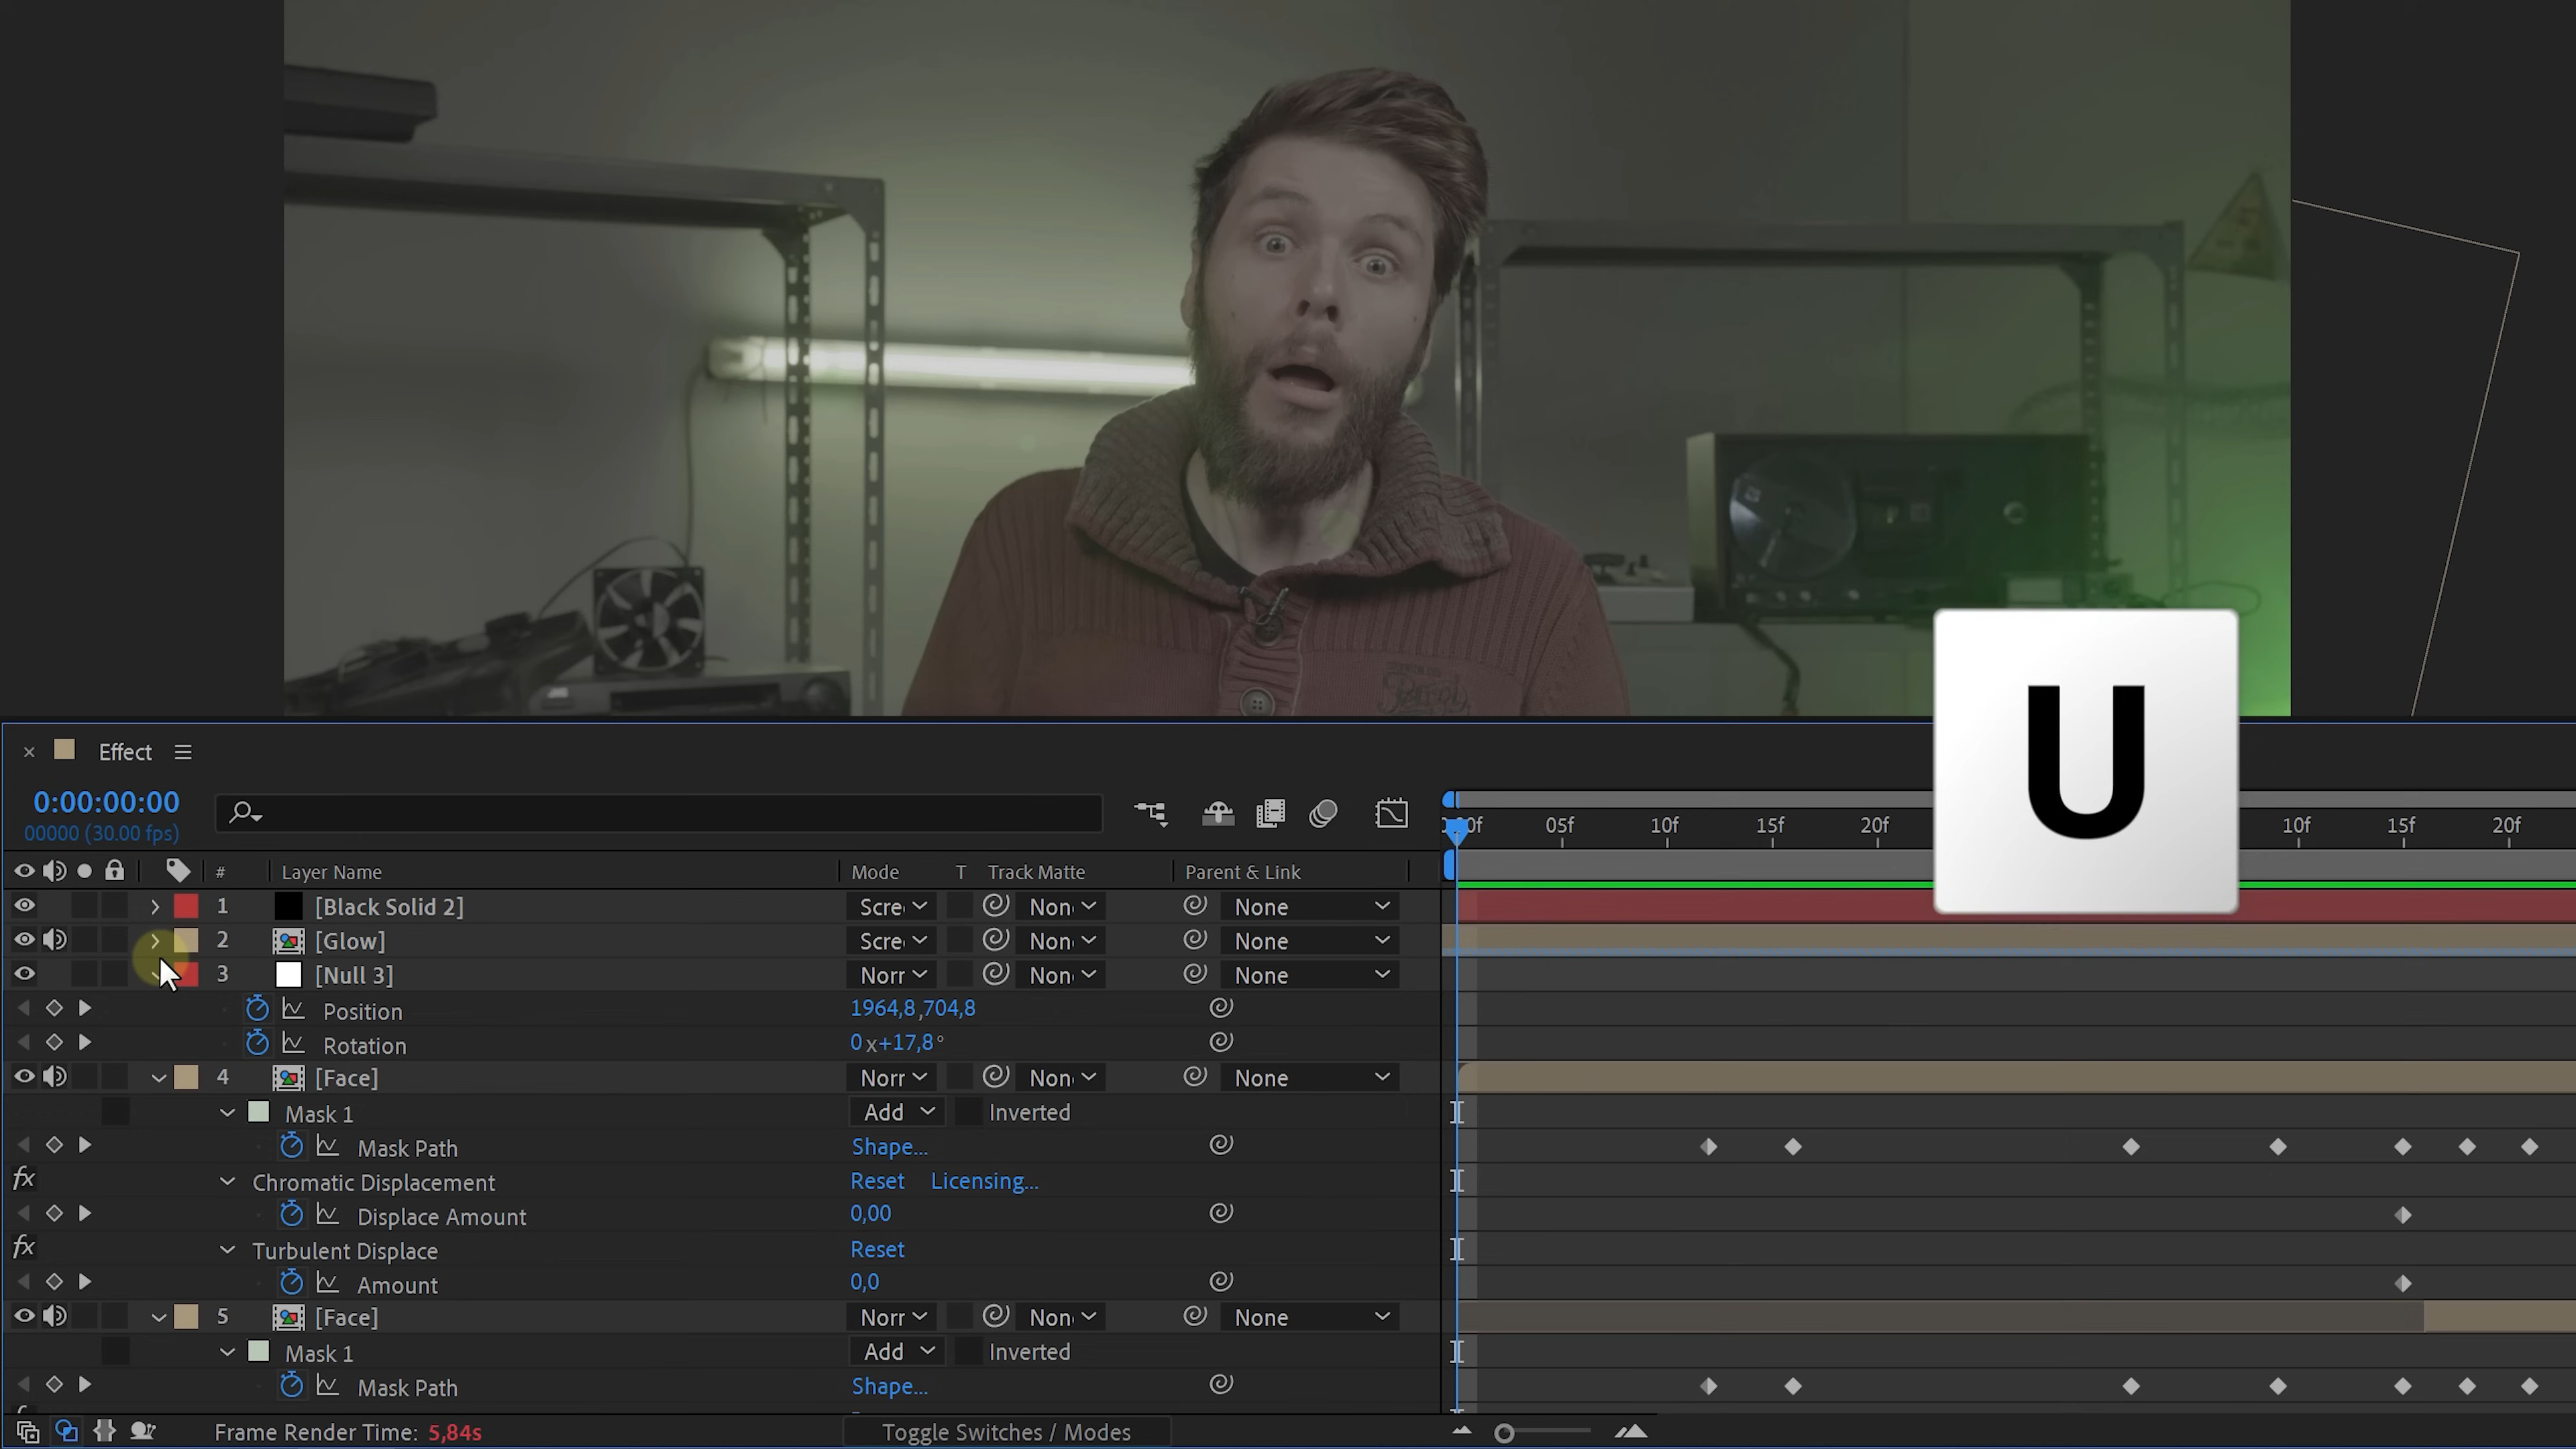 U
Effect
0:00:00:00
00000 (30.00 fps)
05f 10f 15f 20f 10f 15f 20f
# Layer Name Mode T Track Matte Parent & Link
1 [Black Solid 2] Scre Non None
2 [Glow] Scre Non None
3 [Null 3] Norr Non None
Position 1964,8,704,8
Rotation 0x+17,8°
4 [Face] Norr Non None
Mask 1 Add Inverted
Mask Path Shape...
fx Chromatic Displacement Reset Licensing...
Displace Amount 0,00
fx Turbulent Displace Reset
Amount 0,0
5 [Face] Norr Non None
Mask 1 Add Inverted
Mask Path Shape...
Frame Render Time: 5,84s Toggle Switches / Modes